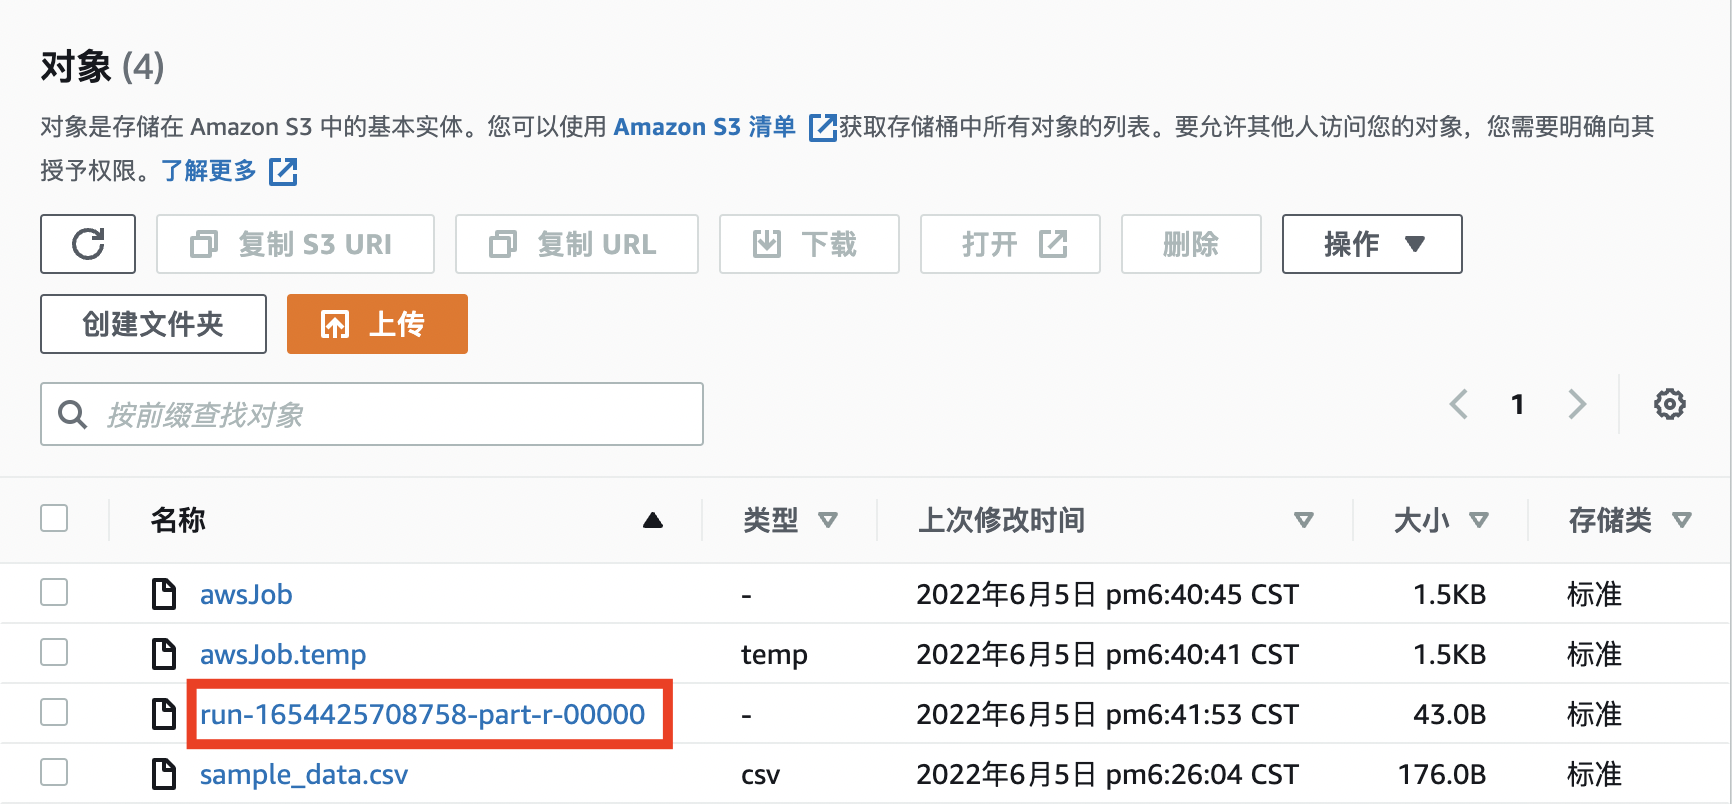 对象 (4)
对象是存储在 Amazon S3 中的基本实体。您可以使用 Amazon S3 清单 获取存储桶中所有对象的列表。要允许其他人访问您的对象，您需要明确向其
授予权限。了解更多
复制 S3 URI 复制 URL 下载 打开 删除 操作
创建文件夹 上传
按前缀查找对象 1
名称 类型 上次修改时间 大小 存储类
awsJob - 2022年6月5日 pm6:40:45 CST 1.5KB 标准
awsJob.temp temp 2022年6月5日 pm6:40:41 CST 1.5KB 标准
run-1654425708758-part-r-00000 - 2022年6月5日 pm6:41:53 CST 43.0B 标准
sample_data.csv csv 2022年6月5日 pm6:26:04 CST 176.0B 标准